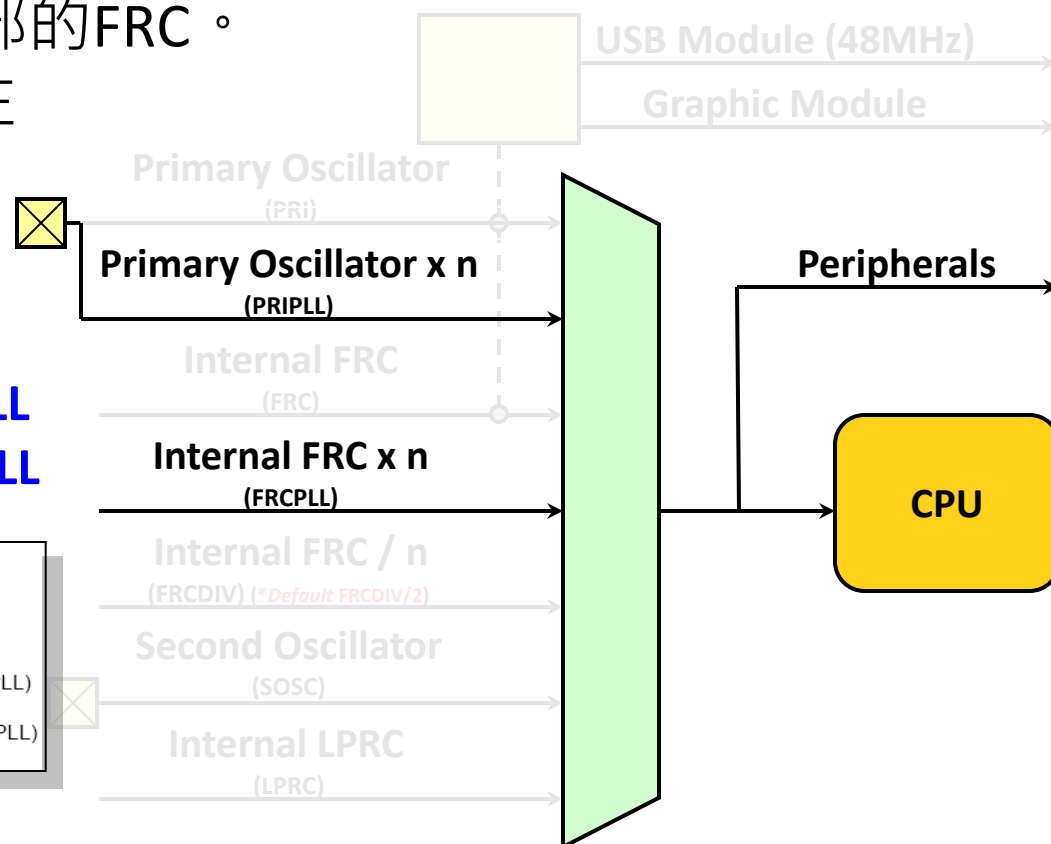 部的FRC。
USB Module (48MHz)
Graphic Module
Primary Oscillator
(PRI)
Primary Oscillator x n
(PRIPLL)
Peripherals
Internal FRC
(FRC)
LL
Internal FRC x n
LL
(FRCPLL)
CPU
Internal FRC / n
(FRCDIV) (*Default FRCDIV/2)
Second Oscillator
(SOSC)
LL)
PLL)
Internal LPRC
(LPRC)